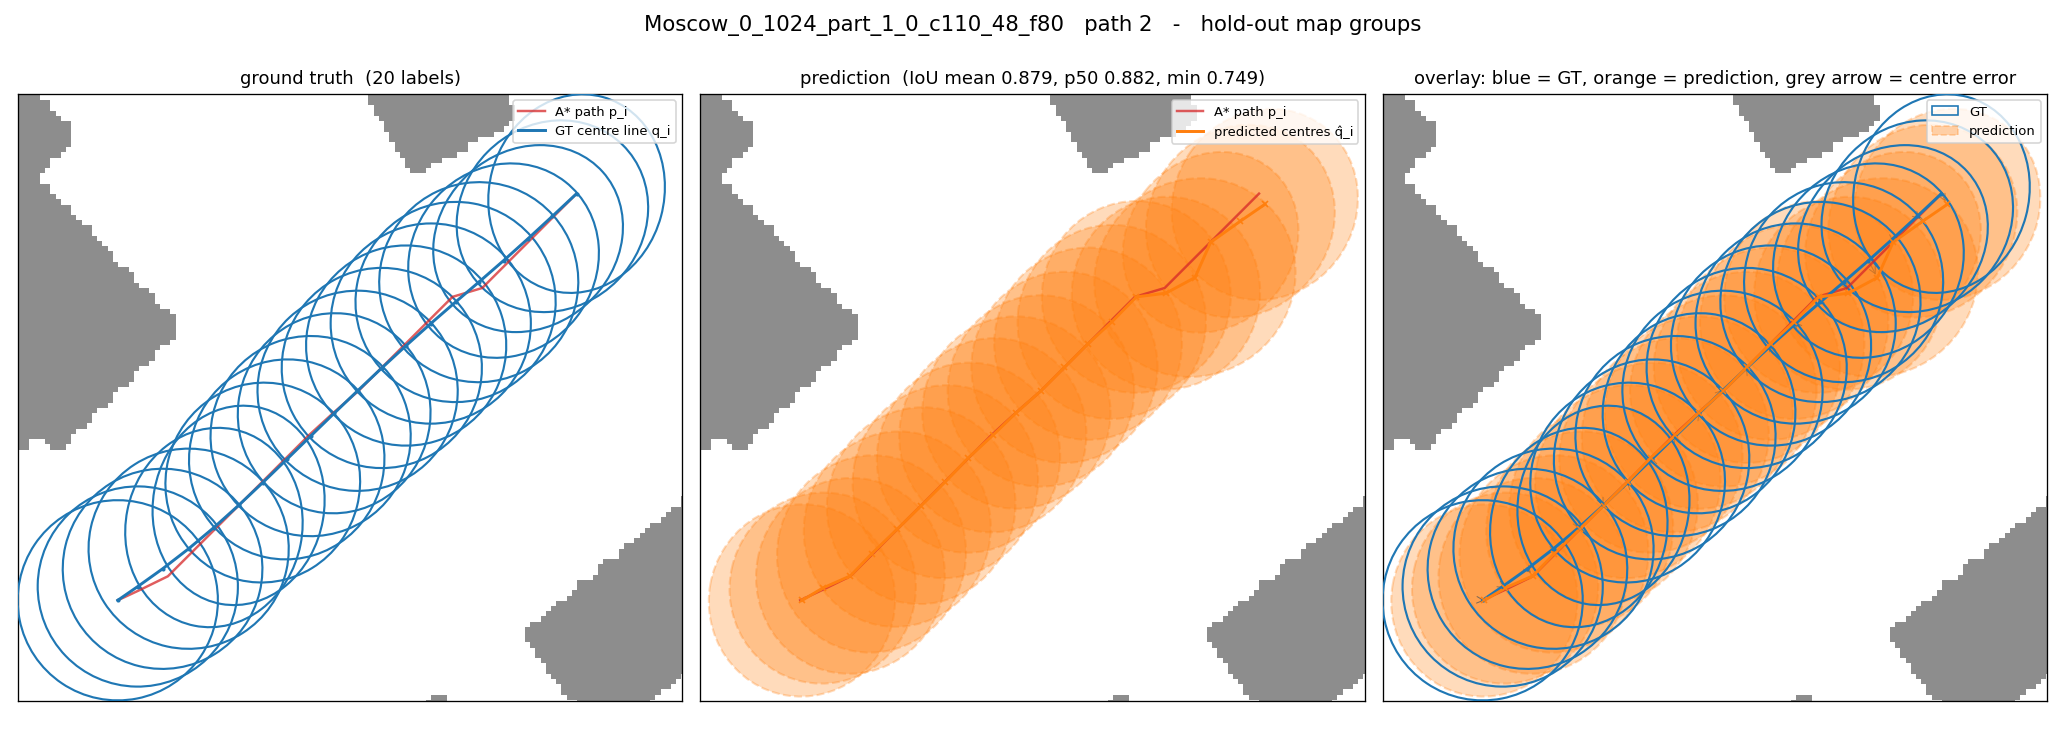 Moscow_0_1024_part_1_0_c110_48_f80   path 2   -   hold-out map groups
ground truth  (20 labels)
A* path p_i
GT centre line q_i
prediction  (IoU mean 0.879, p50 0.882, min 0.749)
A* path p_i
predicted centres q̂_i
overlay: blue = GT, orange = prediction, grey arrow = centre error
GT
prediction